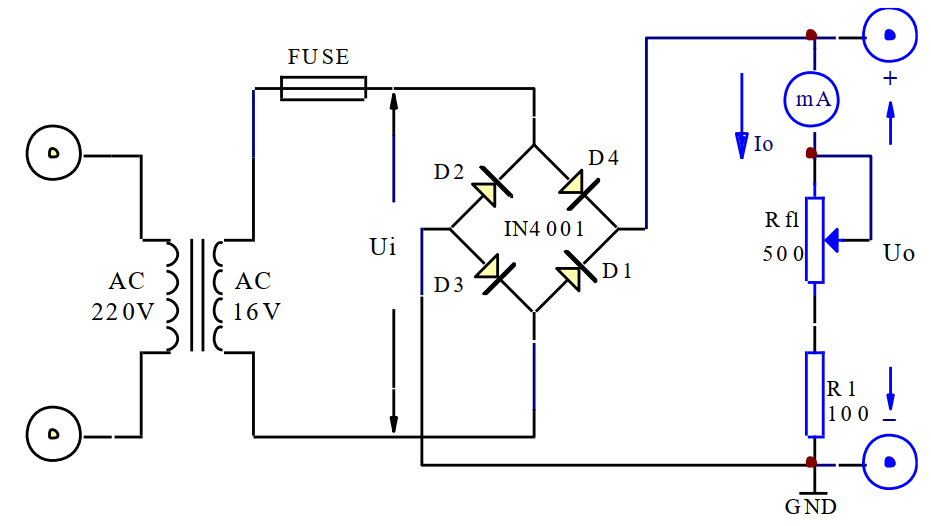 FUSE
mA
+
Io
D2
D4
IN4001
Rfl
500
Ui
Uo
D3
D1
AC
220V
AC
16V
R1
100
−
GND